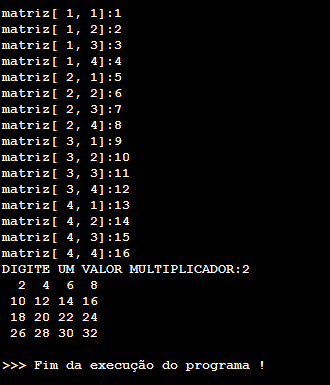 matriz[ 1, 1]:1
matriz[ 1, 2]:2
matriz[ 1, 3]:3
matriz[ 1, 4]:4
matriz[ 2, 1]:5
matriz[ 2, 2]:6
matriz[ 2, 3]:7
matriz[ 2, 4]:8
matriz[ 3, 1]:9
matriz[ 3, 2]:10
matriz[ 3, 3]:11
matriz[ 3, 4]:12
matriz[ 4, 1]:13
matriz[ 4, 2]:14
matriz[ 4, 3]:15
matriz[ 4, 4]:16
DIGITE UM VALOR MULTIPLICADOR:2
  2  4  6  8
 10 12 14 16
 18 20 22 24
 26 28 30 32

>>> Fim da execução do programa !